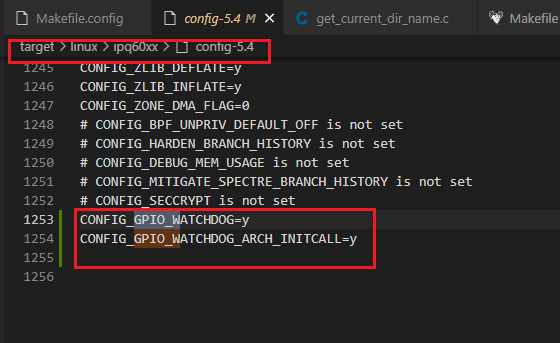 Makefile.config config-5.4 M × C get_current_dir_name.c Makefile
target > linux > ipq60xx > config-5.4
1245 CONFIG_ZLIB_DEFLATE=y
1246 CONFIG_ZLIB_INFLATE=y
1247 CONFIG_ZONE_DMA_FLAG=0
1248 # CONFIG_BPF_UNPRIV_DEFAULT_OFF is not set
1249 # CONFIG_HARDEN_BRANCH_HISTORY is not set
1250 # CONFIG_DEBUG_MEM_USAGE is not set
1251 # CONFIG_MITIGATE_SPECTRE_BRANCH_HISTORY is not set
1252 # CONFIG_SECCRYPT is not set
1253 CONFIG_GPIO_WATCHDOG=y
1254 CONFIG_GPIO_WATCHDOG_ARCH_INITCALL=y
1255
1256